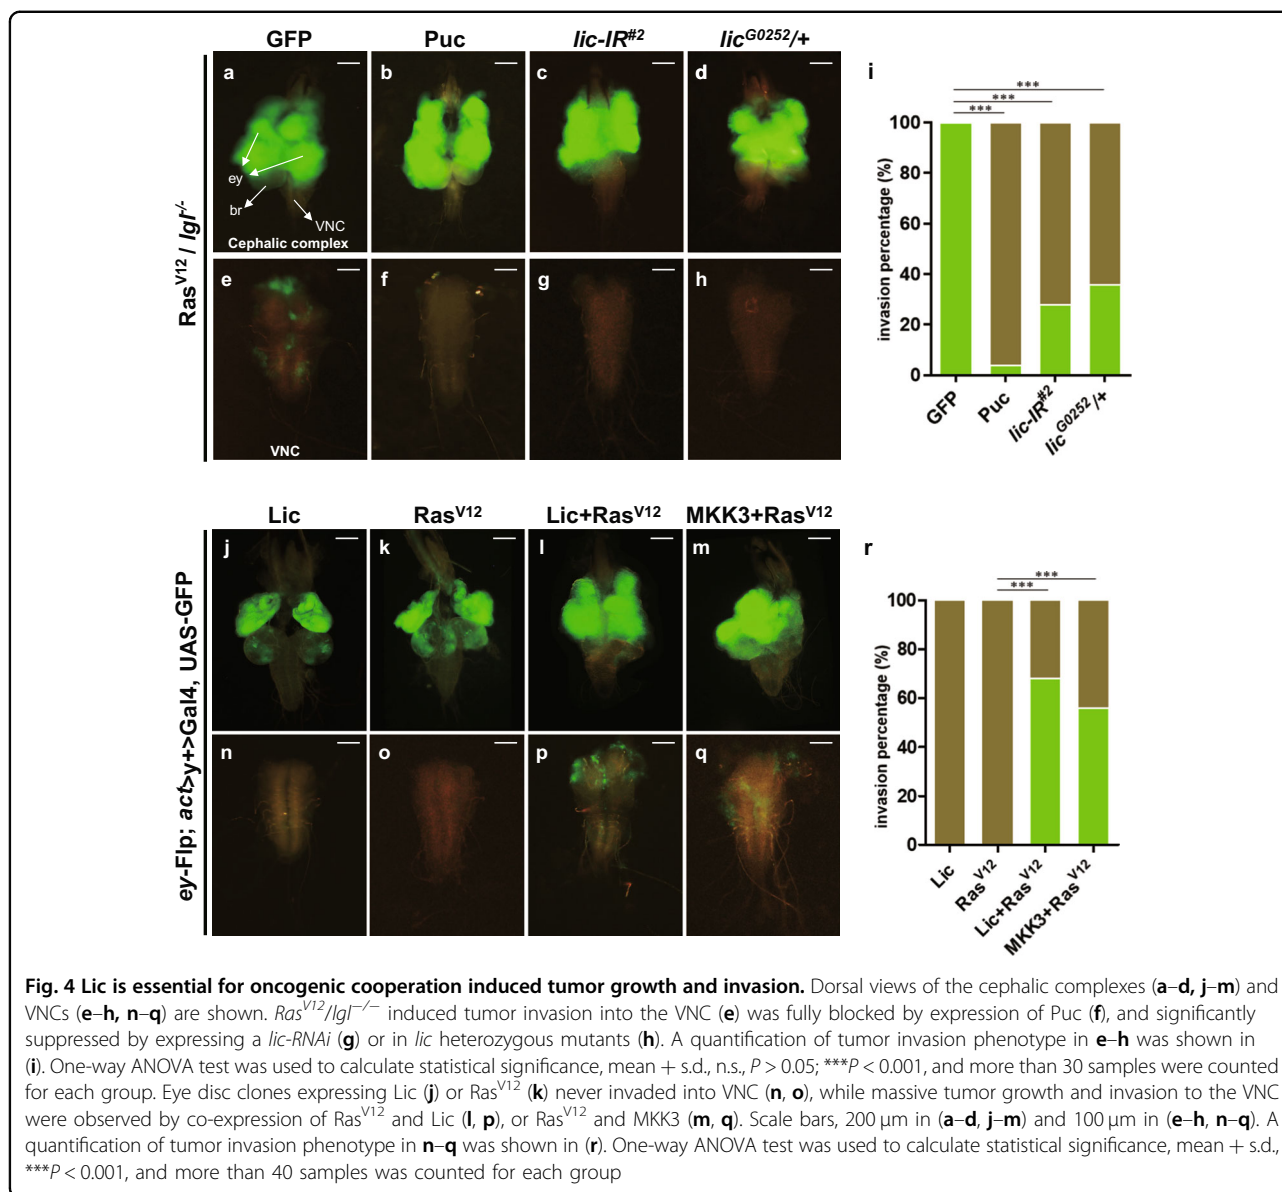 GFP Puc lic-IR#2 licG0252/+
RasV12 / lgl-/-
a b c d
ey
br
VNC
Cephalic complex
e f g h
VNC
i
*** 
***
***
invasion percentage (%)
100
80
60
40
20
0
GFP Puc lic-IR#2 licG0252/+
Lic RasV12 Lic+RasV12 MKK3+RasV12
ey-Flp; act>y+>Gal4, UAS-GFP
j k l m
n o p q
r
***
***
invasion percentage (%)
100
80
60
40
20
0
Lic RasV12 Lic+RasV12 MKK3+RasV12
Fig. 4 Lic is essential for oncogenic cooperation induced tumor growth and invasion. Dorsal views of the cephalic complexes (a–d, j–m) and
VNCs (e–h, n–q) are shown. RasV12/lgl−/− induced tumor invasion into the VNC (e) was fully blocked by expression of Puc (f), and significantly
suppressed by expressing a lic-RNAi (g) or in lic heterozygous mutants (h). A quantification of tumor invasion phenotype in e–h was shown in
(i). One-way ANOVA test was used to calculate statistical significance, mean + s.d., n.s., P > 0.05; ***P < 0.001, and more than 30 samples were counted
for each group. Eye disc clones expressing Lic (j) or RasV12 (k) never invaded into VNC (n, o), while massive tumor growth and invasion to the VNC
were observed by co-expression of RasV12 and Lic (l, p), or RasV12 and MKK3 (m, q). Scale bars, 200 µm in (a–d, j–m) and 100 µm in (e–h, n–q). A
quantification of tumor invasion phenotype in n–q was shown in (r). One-way ANOVA test was used to calculate statistical significance, mean + s.d.,
***P < 0.001, and more than 40 samples was counted for each group